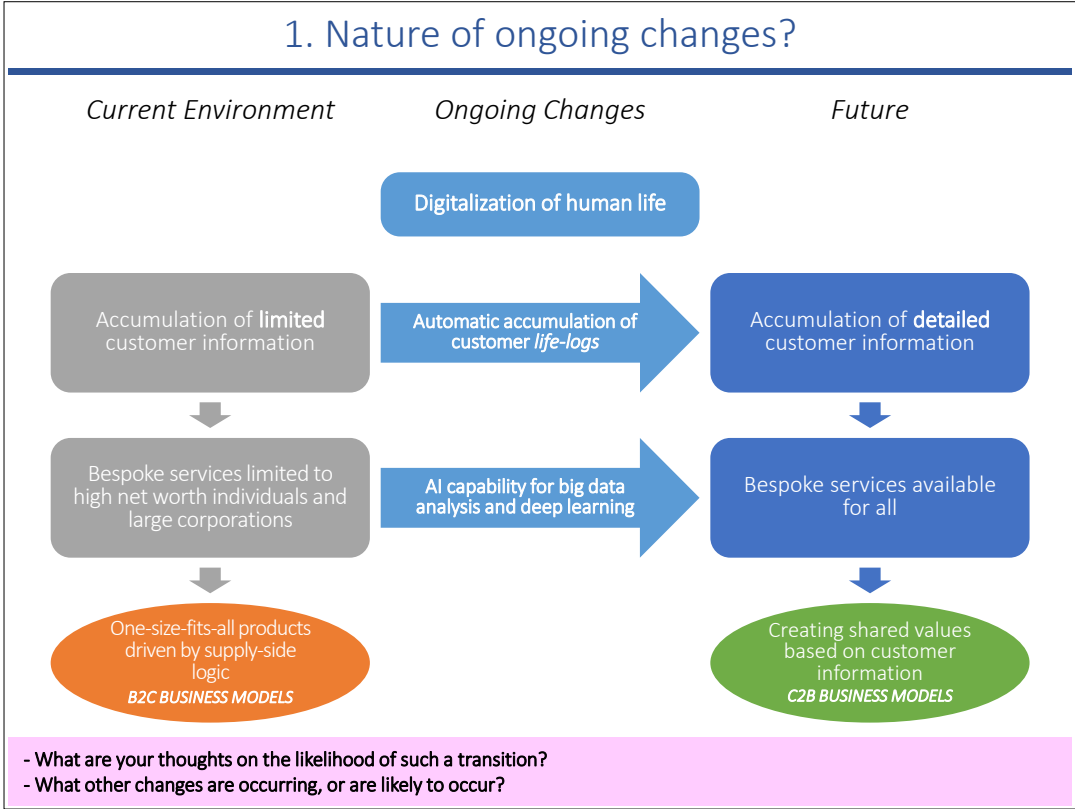 1. Nature of ongoing changes?
Current Environment
Ongoing Changes
Future
Digitalization of human life
Accumulation of limited
customer information
Automatic accumulation of
customer life-logs
Accumulation of detailed
customer information
Bespoke services limited to
high net worth individuals and
large corporations
AI capability for big data
analysis and deep learning
Bespoke services available
for all
One-size-fits-all products
driven by supply-side
logic
B2C BUSINESS MODELS
Creating shared values
based on customer
information
C2B BUSINESS MODELS
- What are your thoughts on the likelihood of such a transition?
- What other changes are occurring, or are likely to occur?